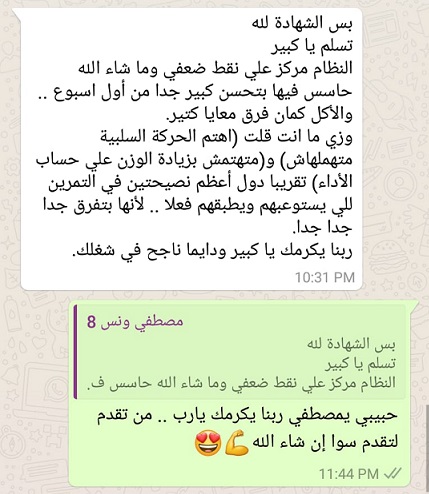 بس الشهادة لله
تسلم يا كبير
النظام مركز علي نقط ضعفي وما شاء الله
حاسس فيها بتحسن كبير جدا من أول اسبوع ..
والأكل كمان فرق معايا كتير.
وزي ما انت قلت (اهتم الحركة السلبية
متهملهاش) و(متهتمش بزيادة الوزن علي حساب
الأداء) تقريبا دول أعظم نصيحتين في التمرين
للي يستوعبهم ويطبقهم فعلا .. لأنها بتفرق جدا
جدا جدا.
ربنا يكرمك يا كبير ودايما ناجح في شغلك.
10:31 PM
مصطفي ونس 8
بس الشهادة لله
تسلم يا كبير
النظام مركز علي نقط ضعفي وما شاء الله حاسس ف.
حبيبي يمصطفي ربنا يكرمك يارب .. من تقدم
لتقدم سوا إن شاء الله 💪😍
11:44 PM